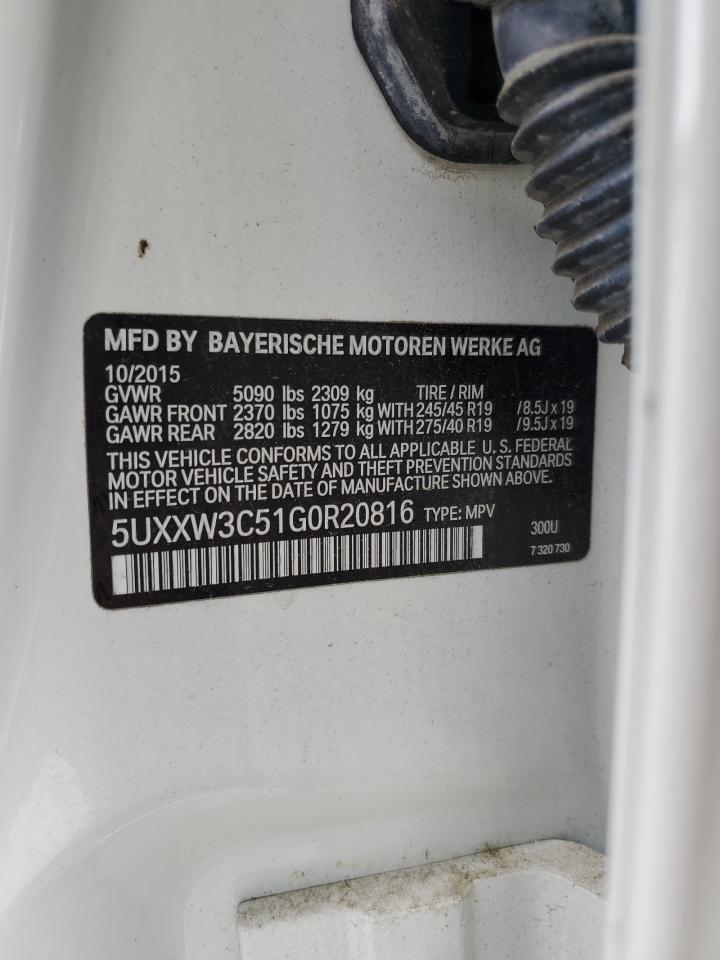 MFD BY BAYERISCHE MOTOREN WERKE AG
10/2015
GVWR 5090 lbs 2309 kg TIRE / RIM
GAWR FRONT 2370 lbs 1075 kg WITH 245/45 R19 /8.5J x 19
GAWR REAR 2820 lbs 1279 kg WITH 275/40 R19 /9.5J x 19
THIS VEHICLE CONFORMS TO ALL APPLICABLE U. S. FEDERAL
MOTOR VEHICLE SAFETY AND THEFT PREVENTION STANDARDS
IN EFFECT ON THE DATE OF MANUFACTURE SHOWN ABOVE.
5UXXW3C51G0R20816 TYPE: MPV 300U
7 320 730